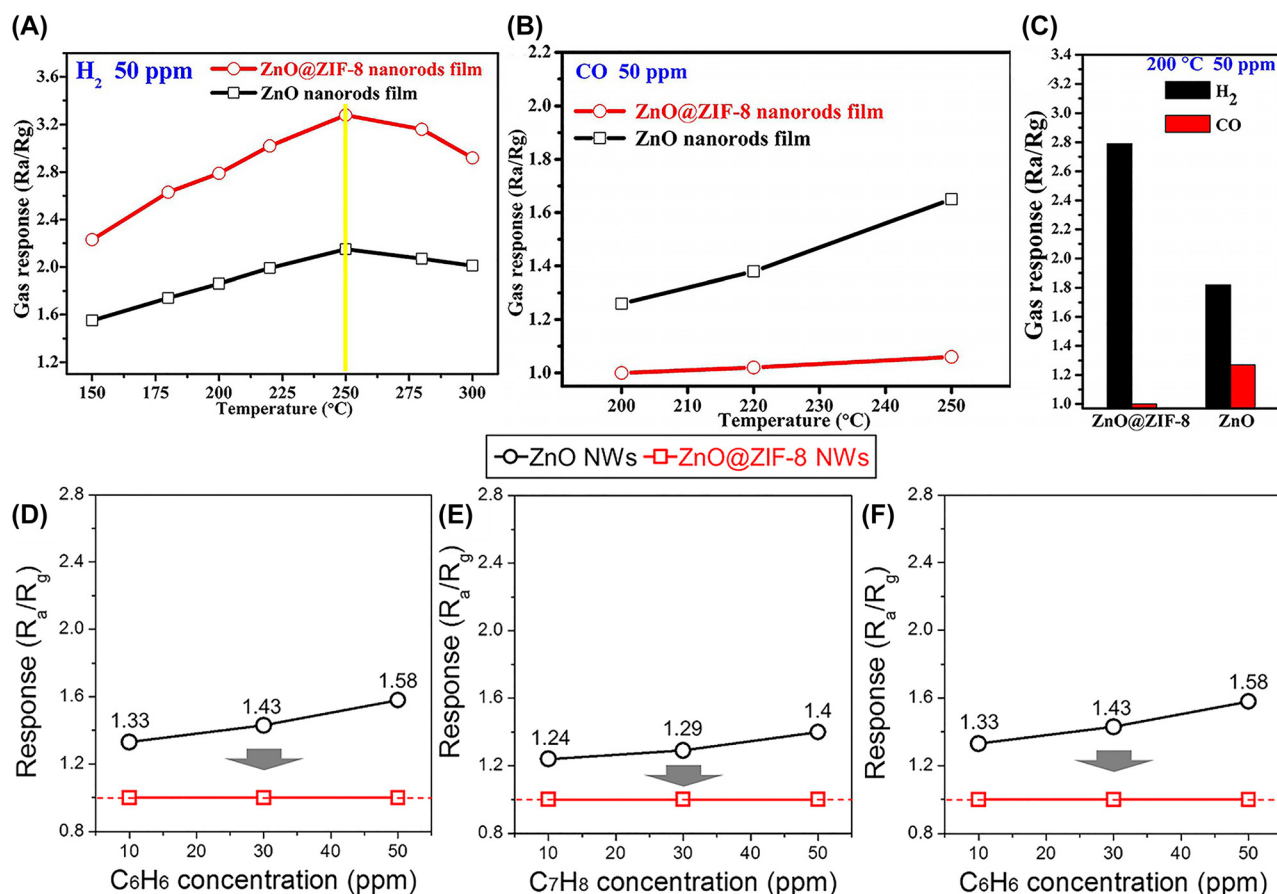 (A)
H2 50 ppm
ZnO@ZIF-8 nanorods film
ZnO nanorods film
Gas response (Ra/Rg)
3.6
3.2
2.8
2.4
2.0
1.6
1.2
150 175 200 225 250 275 300
Temperature (°C)
(B)
CO 50 ppm
ZnO@ZIF-8 nanorods film
ZnO nanorods film
Gas response (Ra/Rg)
2.2
2.0
1.8
1.6
1.4
1.2
1.0
200 210 220 230 240 250
Temperature (°C)
(C)
200 °C 50 ppm
H2
CO
Gas response (Ra/Rg)
3.4
3.2
3.0
2.8
2.6
2.4
2.2
2.0
1.8
1.6
1.4
1.2
1.0
ZnO@ZIF-8 ZnO
ZnO NWs ZnO@ZIF-8 NWs
(D)
Response (Ra/Rg)
2.8
2.4
2.0
1.6
1.2
0.8
1.33 1.43 1.58
10 20 30 40 50
C6H6 concentration (ppm)
(E)
Response (Ra/Rg)
2.8
2.4
2.0
1.6
1.2
0.8
1.24 1.29 1.4
10 20 30 40 50
C7H8 concentration (ppm)
(F)
Response (Ra/Rg)
2.8
2.4
2.0
1.6
1.2
0.8
1.33 1.43 1.58
10 20 30 40 50
C6H6 concentration (ppm)